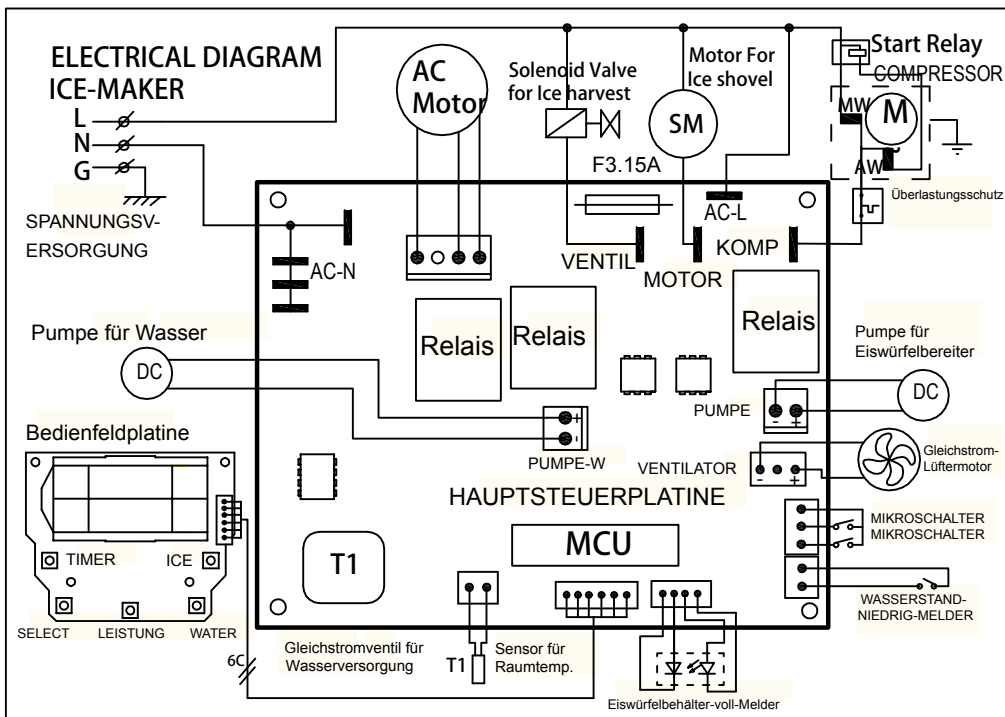 ELECTRICAL DIAGRAM
ICE-MAKER
L
N
G
SPANNUNGSV-
ERSORGUNG
AC
Motor
Solenoid Valve
for Ice harvest
Motor For
Ice shovel
SM
Start Relay
COMPRESSOR
MW
M
AW
Überlastungsschutz
F3.15A
AC-L
AC-N
VENTIL
MOTOR
KOMP
Relais
Relais
Relais
Pumpe für Wasser
DC
Pumpe für
Eiswürfelbereiter
DC
PUMPE
- +
+
-
PUMPE-W
VENTILATOR
- +
Gleichstrom-
Lüftermotor
Bedienfeldplatine
TIMER
ICE
SELECT
LEISTUNG
WATER
6C
HAUPTSTEUERPLATINE
MCU
T1
MIKROSCHALTER
MIKROSCHALTER
WASSERSTAND-
NIEDRIG-MELDER
Gleichstromventil für
Wasserversorgung
T1
Sensor für
Raumtemp.
Eiswürfelbehälter-voll-Melder